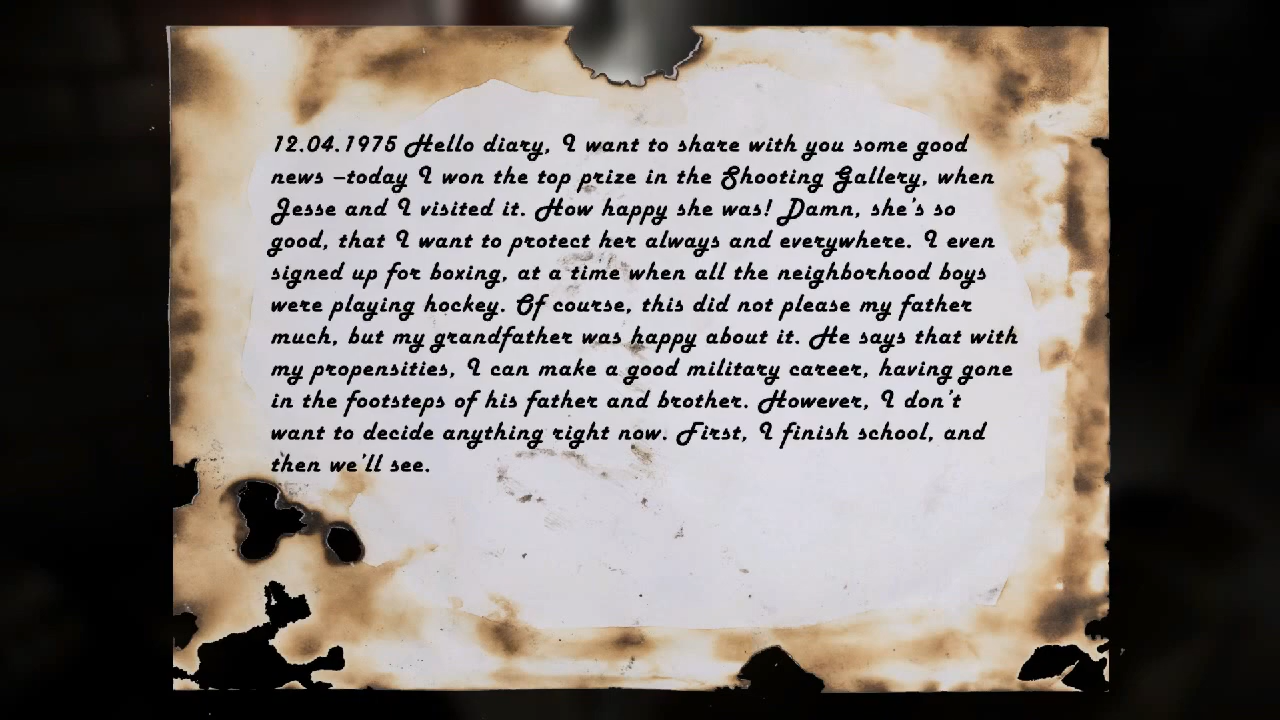 12.04.1975 Hello diary, I want to share with you some good
news –today I won the top prize in the Shooting Gallery, when
Jesse and I visited it. How happy she was! Damn, she's so
good, that I want to protect her always and everywhere. I even
signed up for boxing, at a time when all the neighborhood boys
were playing hockey. Of course, this did not please my father
much, but my grandfather was happy about it. He says that with
my propensities, I can make a good military career, having gone
in the footsteps of his father and brother. However, I don't
want to decide anything right now. First, I finish school, and
then we'll see.